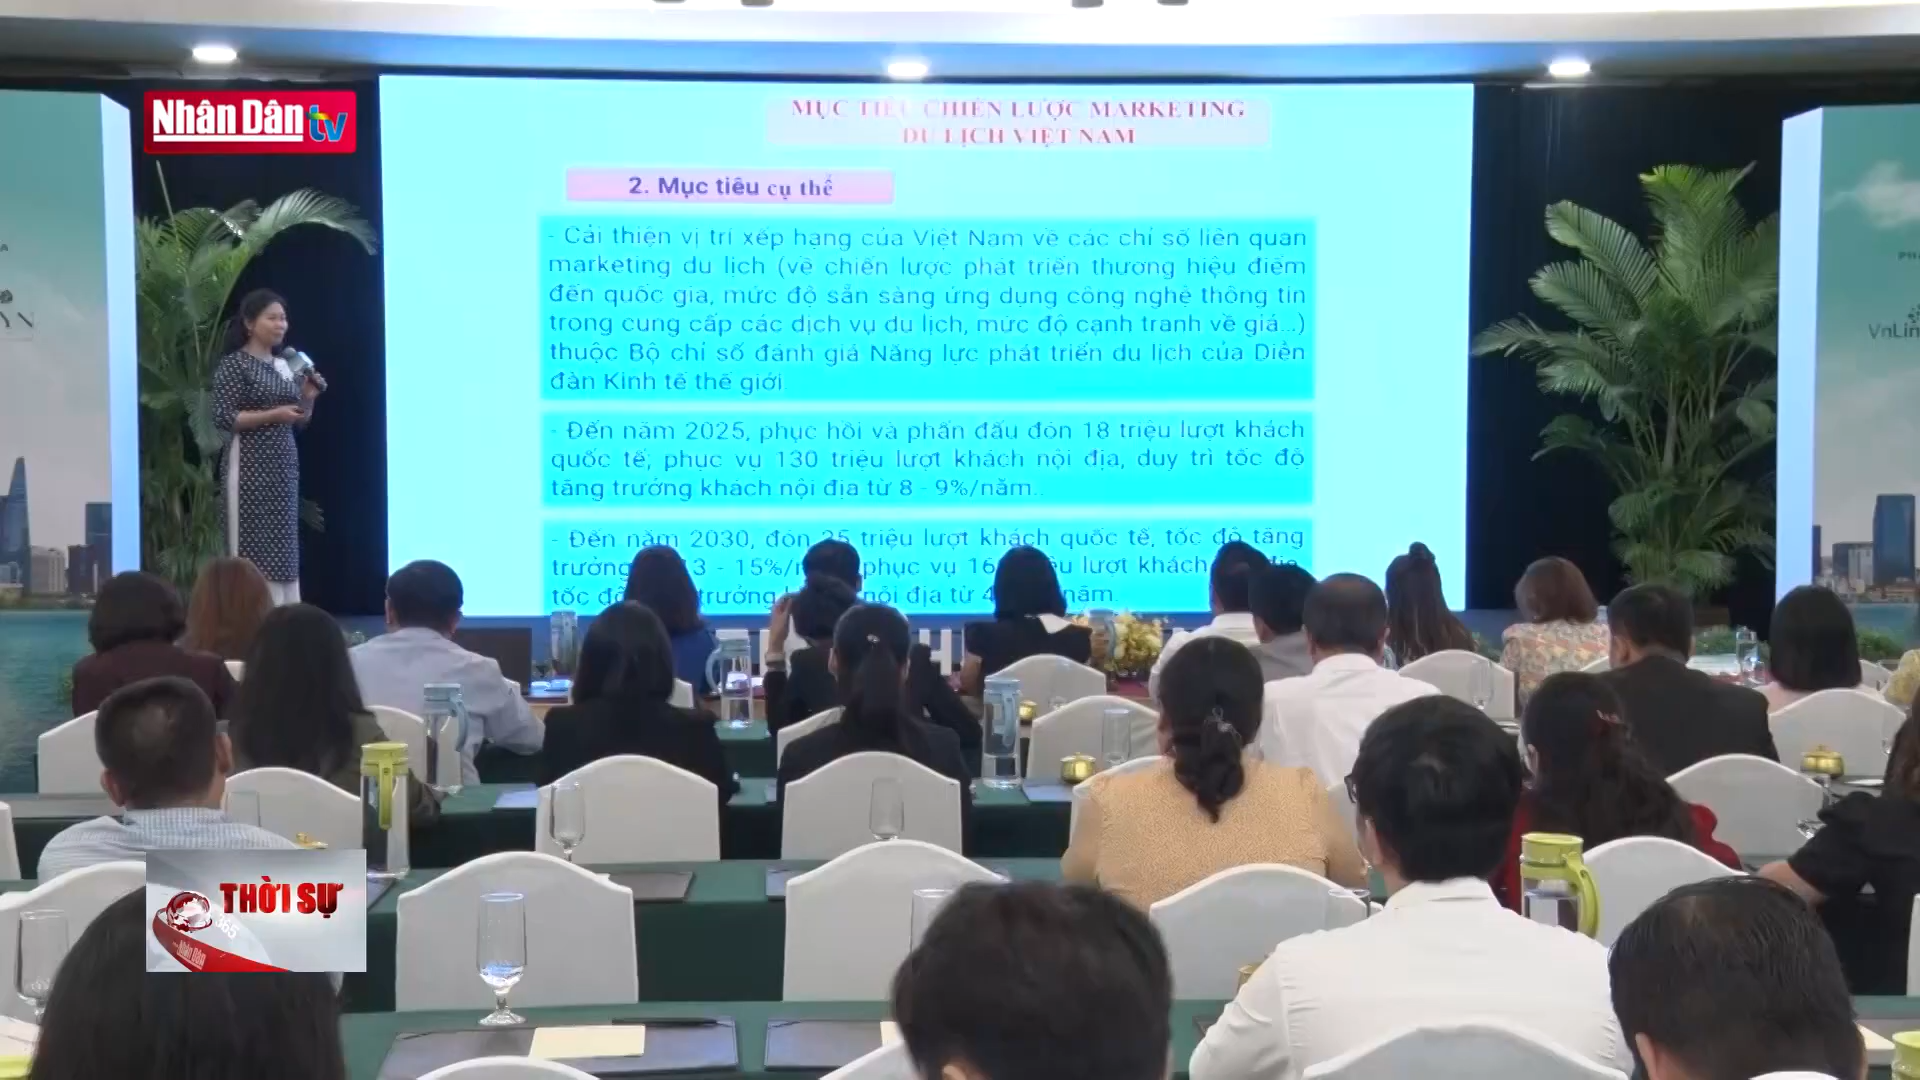 Nhân Dân tv
MỤC TIÊU CHIẾN LƯỢC MARKETING
DU LỊCH VIỆT NAM
2. Mục tiêu cụ thể
- Cải thiện vị trí xếp hạng của Việt Nam về các chỉ số liên quan
marketing du lịch (về chiến lược phát triển thương hiệu điểm
đến quốc gia, mức độ sẵn sàng ứng dụng công nghệ thông tin
trong cung cấp các dịch vụ du lịch, mức độ cạnh tranh về giá...)
thuộc Bộ chỉ số đánh giá Năng lực phát triển du lịch của Diễn
đàn Kinh tế thế giới.
- Đến năm 2025, phục hồi và phấn đấu đón 18 triệu lượt khách
quốc tế; phục vụ 130 triệu lượt khách nội địa, duy trì tốc độ
tăng trưởng khách nội địa từ 8 - 9%/năm..
- Đến năm 2030, đón 35 triệu lượt khách quốc tế, tốc độ tăng
trưởng 13 - 15%/ phục vụ 16 lượt khách
tốc độ trưởng nội địa từ 4 năm.
THỜI SỰ
365
Nhân Dân